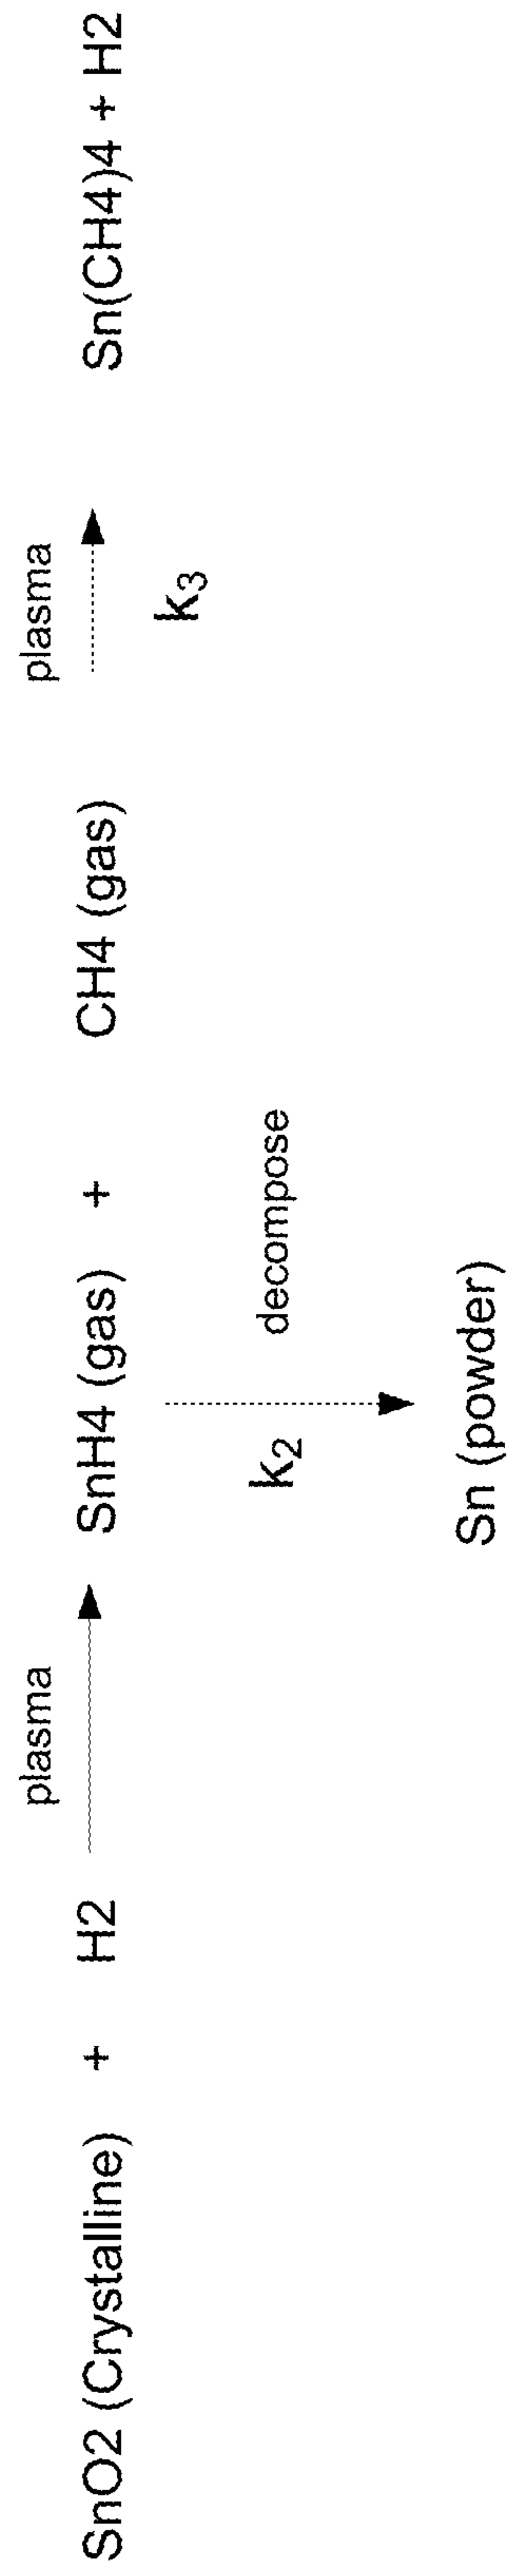 plasma plasma
SnO2 (Crystalline) + H2 SnH4 (gas) + CH4 (gas) Sn(CH4)4 + H2
k3
k2 decompose
Sn (powder)